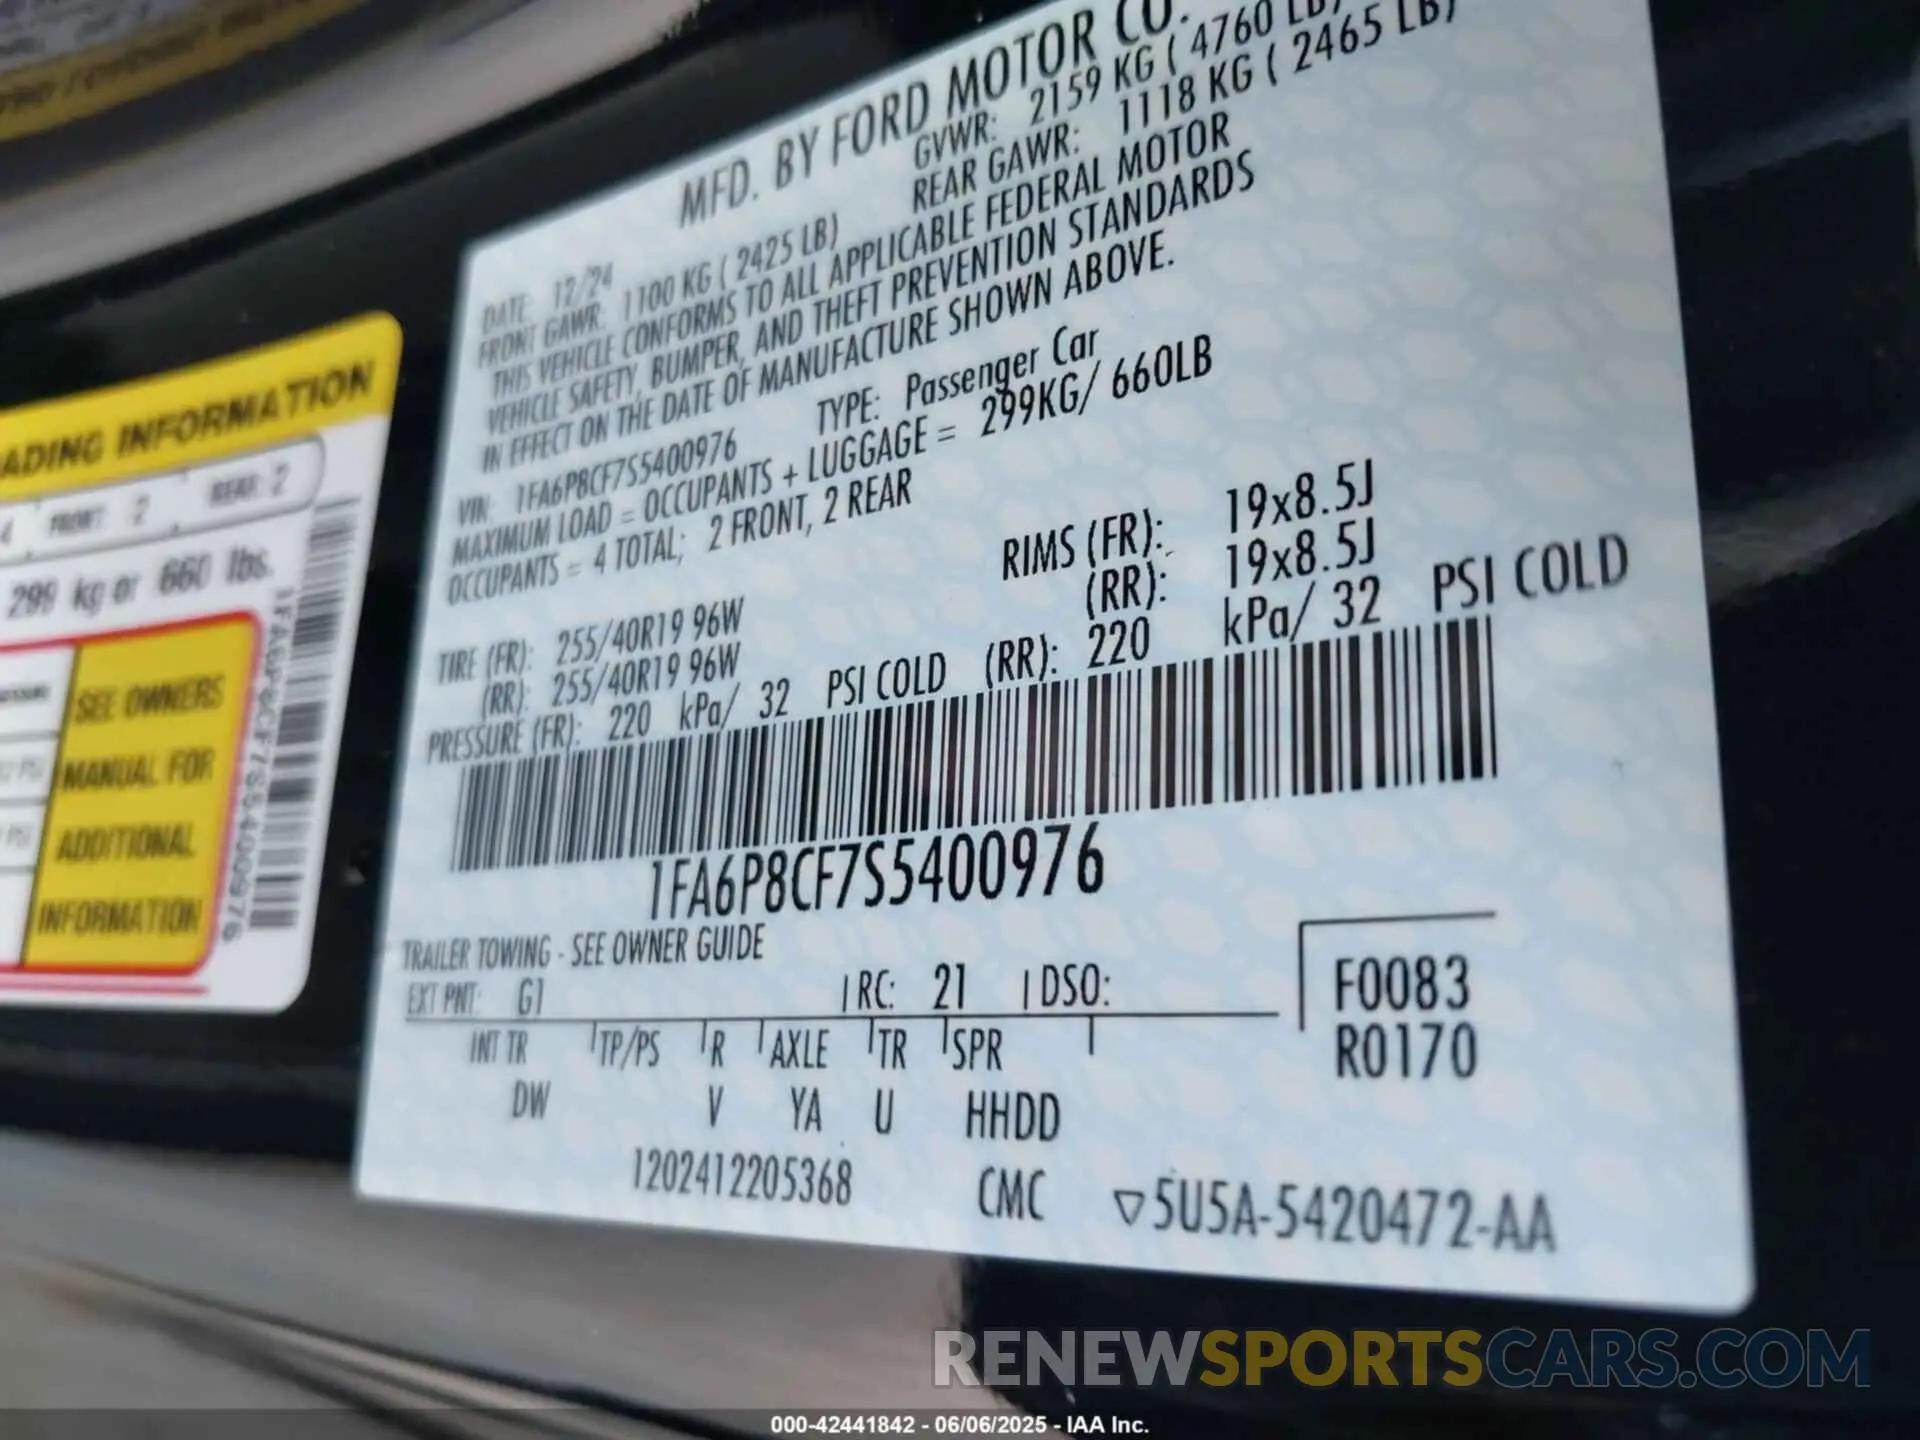 MFD. BY FORD MOTOR CO.
DATE: 12/24 GVWR: 2159 KG ( 4760 LB)
FRONT GAWR: 1100 KG ( 2425 LB) REAR GAWR: 1118 KG ( 2465 LB)
THIS VEHICLE CONFORMS TO ALL APPLICABLE FEDERAL MOTOR
VEHICLE SAFETY, BUMPER, AND THEFT PREVENTION STANDARDS
IN EFFECT ON THE DATE OF MANUFACTURE SHOWN ABOVE.
VIN: 1FA6P8CF7S5400976 TYPE: Passenger Car
MAXIMUM LOAD = OCCUPANTS + LUGGAGE = 299KG/ 660LB
OCCUPANTS = 4 TOTAL; 2 FRONT, 2 REAR
TIRE (FR): 255/40R19 96W RIMS (FR): 19x8.5J
(RR): 255/40R19 96W (RR): 19x8.5J
PRESSURE (FR): 220 kPa/ 32 PSI COLD (RR): 220 kPa/ 32 PSI COLD
1FA6P8CF7S5400976
TRAILER TOWING - SEE OWNER GUIDE
EXT PNT: G1 RC: 21 DSO:
F0083
R0170
INT TR TP/PS R AXLE TR SPR
DW V YA U HHDD
1202412205368 CMC ▽5U5A-5420472-AA
ADING INFORMATION
4 FRONT: 2 REAR: 2
299 kg or 660 lbs.
SEE OWNERS
MANUAL FOR
ADDITIONAL
INFORMATION
1FA6P8CF7S5400976
RENEWSPORTSCARS.COM
000-42441842 - 06/06/2025 - IAA Inc.